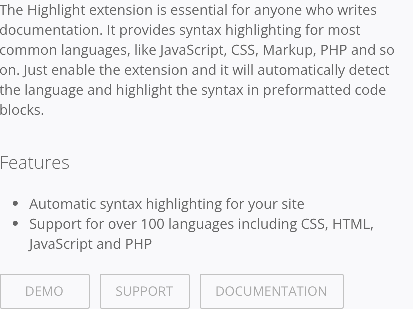 The Highlight extension is essential for anyone who writes
documentation. It provides syntax highlighting for most
common languages, like JavaScript, CSS, Markup, PHP and so
on. Just enable the extension and it will automatically detect
the language and highlight the syntax in preformatted code
blocks.
Features
• Automatic syntax highlighting for your site
• Support for over 100 languages including CSS, HTML,
JavaScript and PHP
DEMO SUPPORT DOCUMENTATION